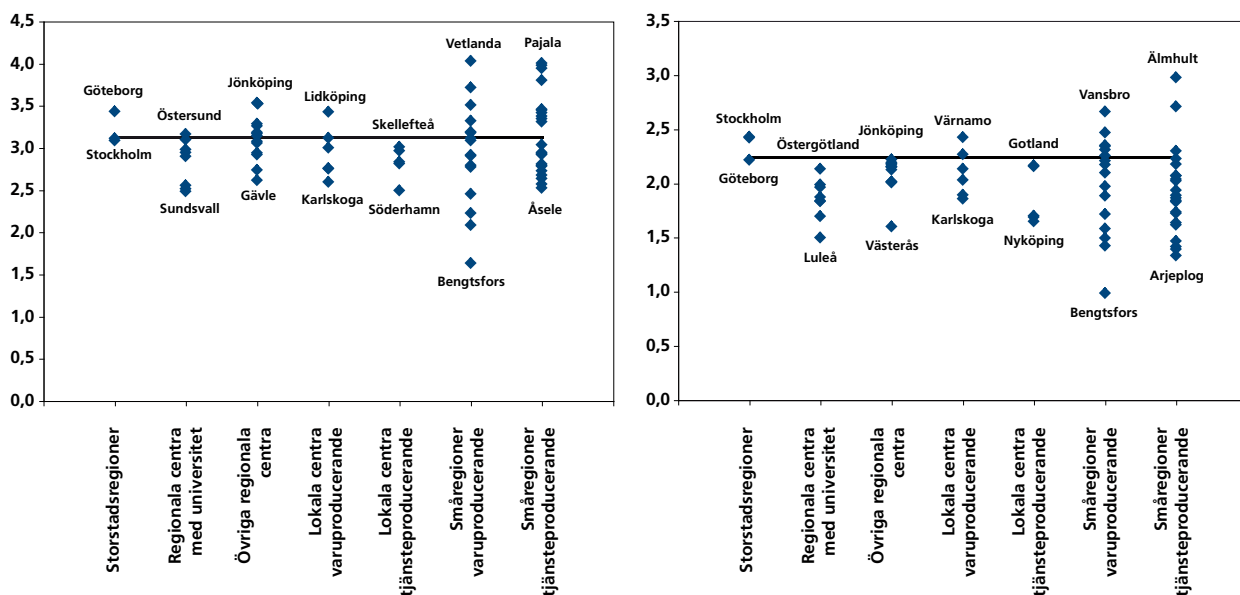 4,5
4,0
3,5
3,0
2,5
2,0
1,5
1,0
0,5
0,0
Göteborg
Stockholm
Östersund
Sundsvall
Jönköping
Gävle
Lidköping
Karlskoga
Skellefteå
Söderhamn
Vetlanda
Bengtsfors
Pajala
Åsele
Storstadsregioner
Regionala centra
med universitet
Övriga regionala
centra
Lokala centra
varuproducerande
Lokala centra
tjänsteproducerande
Småregioner
varuproducerande
Småregioner
tjänsteproducerande
3,5
3,0
2,5
2,0
1,5
1,0
0,5
0,0
Stockholm
Göteborg
Östergötland
Luleå
Jönköping
Västerås
Värnamo
Karlskoga
Gotland
Nyköping
Vansbro
Bengtsfors
Älmhult
Arjeplog
Storstadsregioner
Regionala centra
med universitet
Övriga regionala
centra
Lokala centra
varuproducerande
Lokala centra
tjänsteproducerande
Småregioner
varuproducerande
Småregioner
tjänsteproducerande